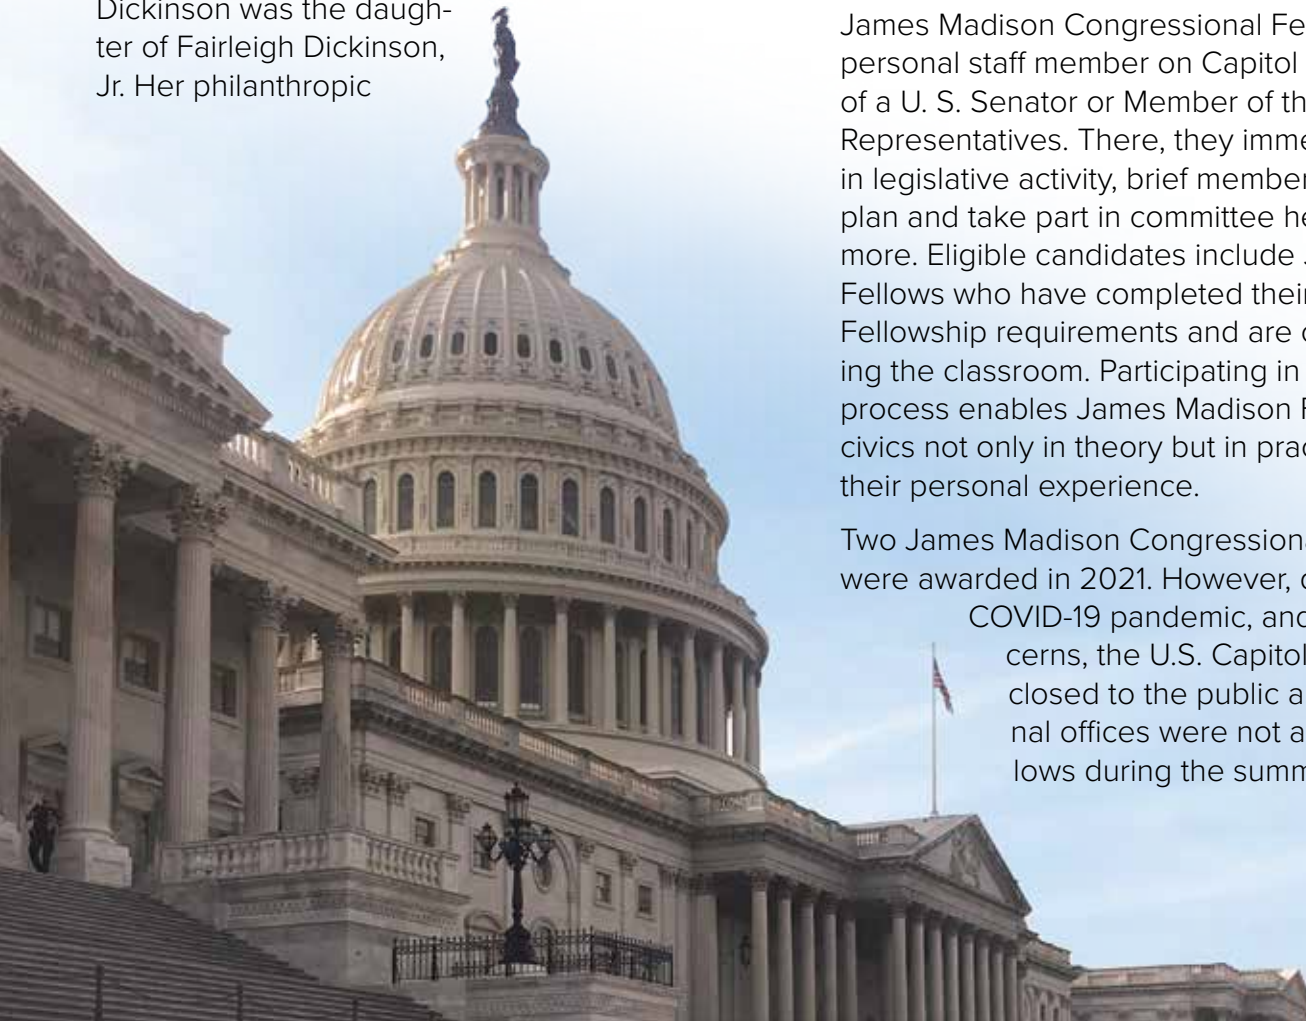 Dickinson was the daugh-
ter of Fairleigh Dickinson,
Jr. Her philanthropic
James Madison Congressional Fe
personal staff member on Capitol
of a U. S. Senator or Member of th
Representatives. There, they imme
in legislative activity, brief member
plan and take part in committee he
more. Eligible candidates include
Fellows who have completed their
Fellowship requirements and are
ing the classroom. Participating in
process enables James Madison
civics not only in theory but in prac
their personal experience.
Two James Madison Congressiona
were awarded in 2021. However,
COVID-19 pandemic, and
cerns, the U.S. Capitol
closed to the public a
nal offices were not a
lows during the summ